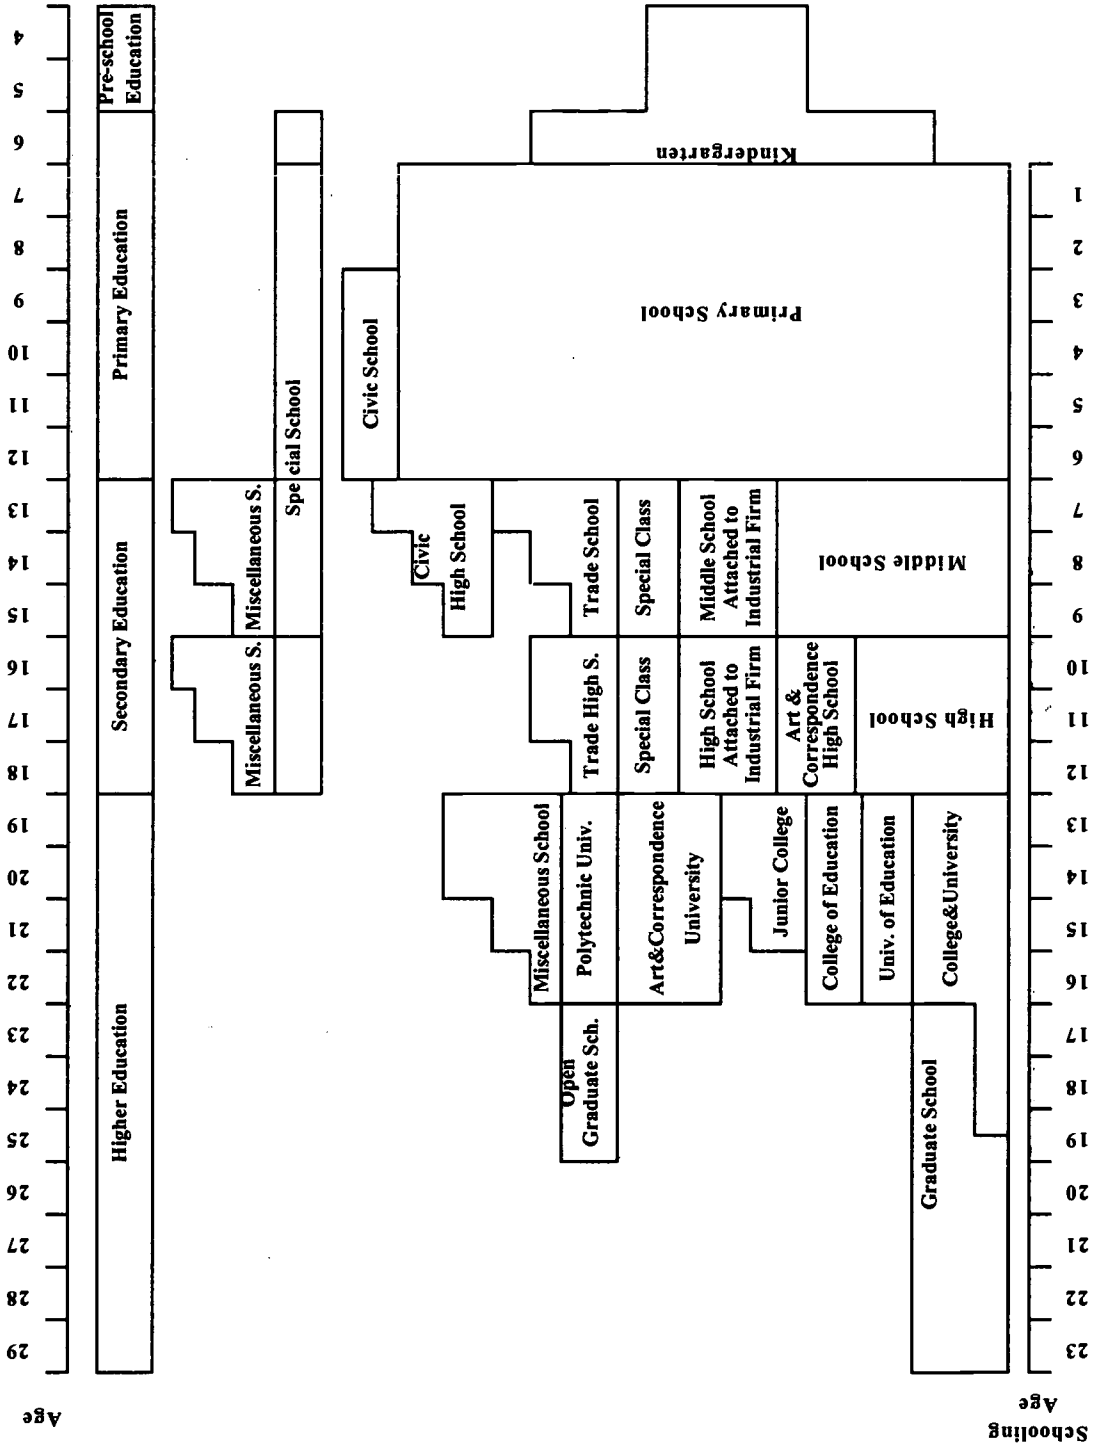 Schooling
Age
Age
29
28
27
26
25
24
23
22
21
20
19
18
17
16
15
14
13
12
11
10
9
8
7
6
5
4
Higher Education
Secondary Education
Primary Education
Pre-school
Education
Miscellaneous S.
Miscellaneous S.
Special School
Civic School
Civic
High School
Kindergarten
Primary School
Trade School
Special Class
Middle School
Attached to
Industrial Firm
Middle School
Trade High S.
Special Class
High School
Attached to
Industrial Firm
Art &
Correspondence
High School
High School
Miscellaneous School
Polytechnic Univ.
Art&Correspondence
University
Junior College
College of Education
Univ. of Education
College&University
Open
Graduate Sch.
Graduate School
23
22
21
20
19
18
17
16
15
14
13
12
11
10
9
8
7
6
5
4
3
2
1